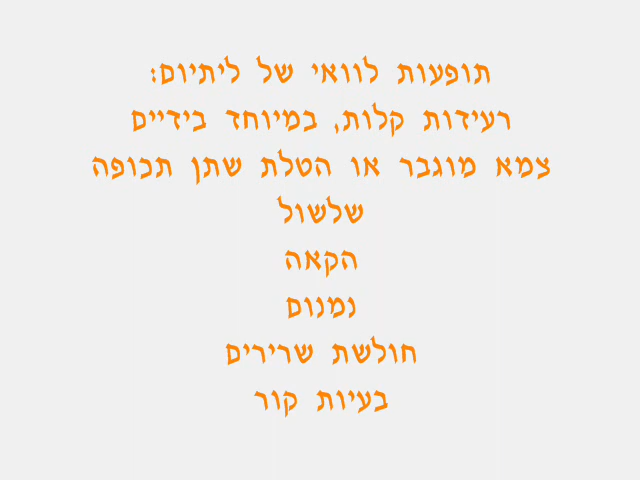 תופעות לוואי של ליתיום:
רעידות קלות, במיוחד בידיים
צמא מוגבר או הטלת שתן תכופה
שלשול
הקאה
נמנום
חולשת שרירים
בעיות קור